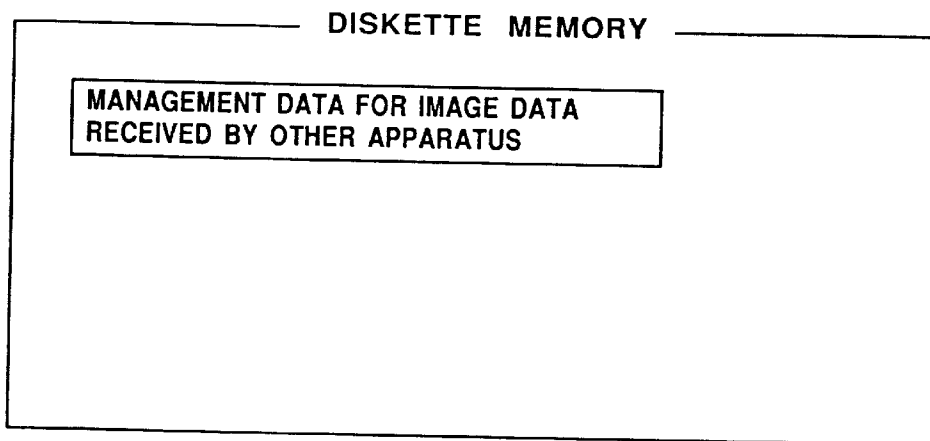 DISKETTE MEMORY
MANAGEMENT DATA FOR IMAGE DATA
RECEIVED BY OTHER APPARATUS